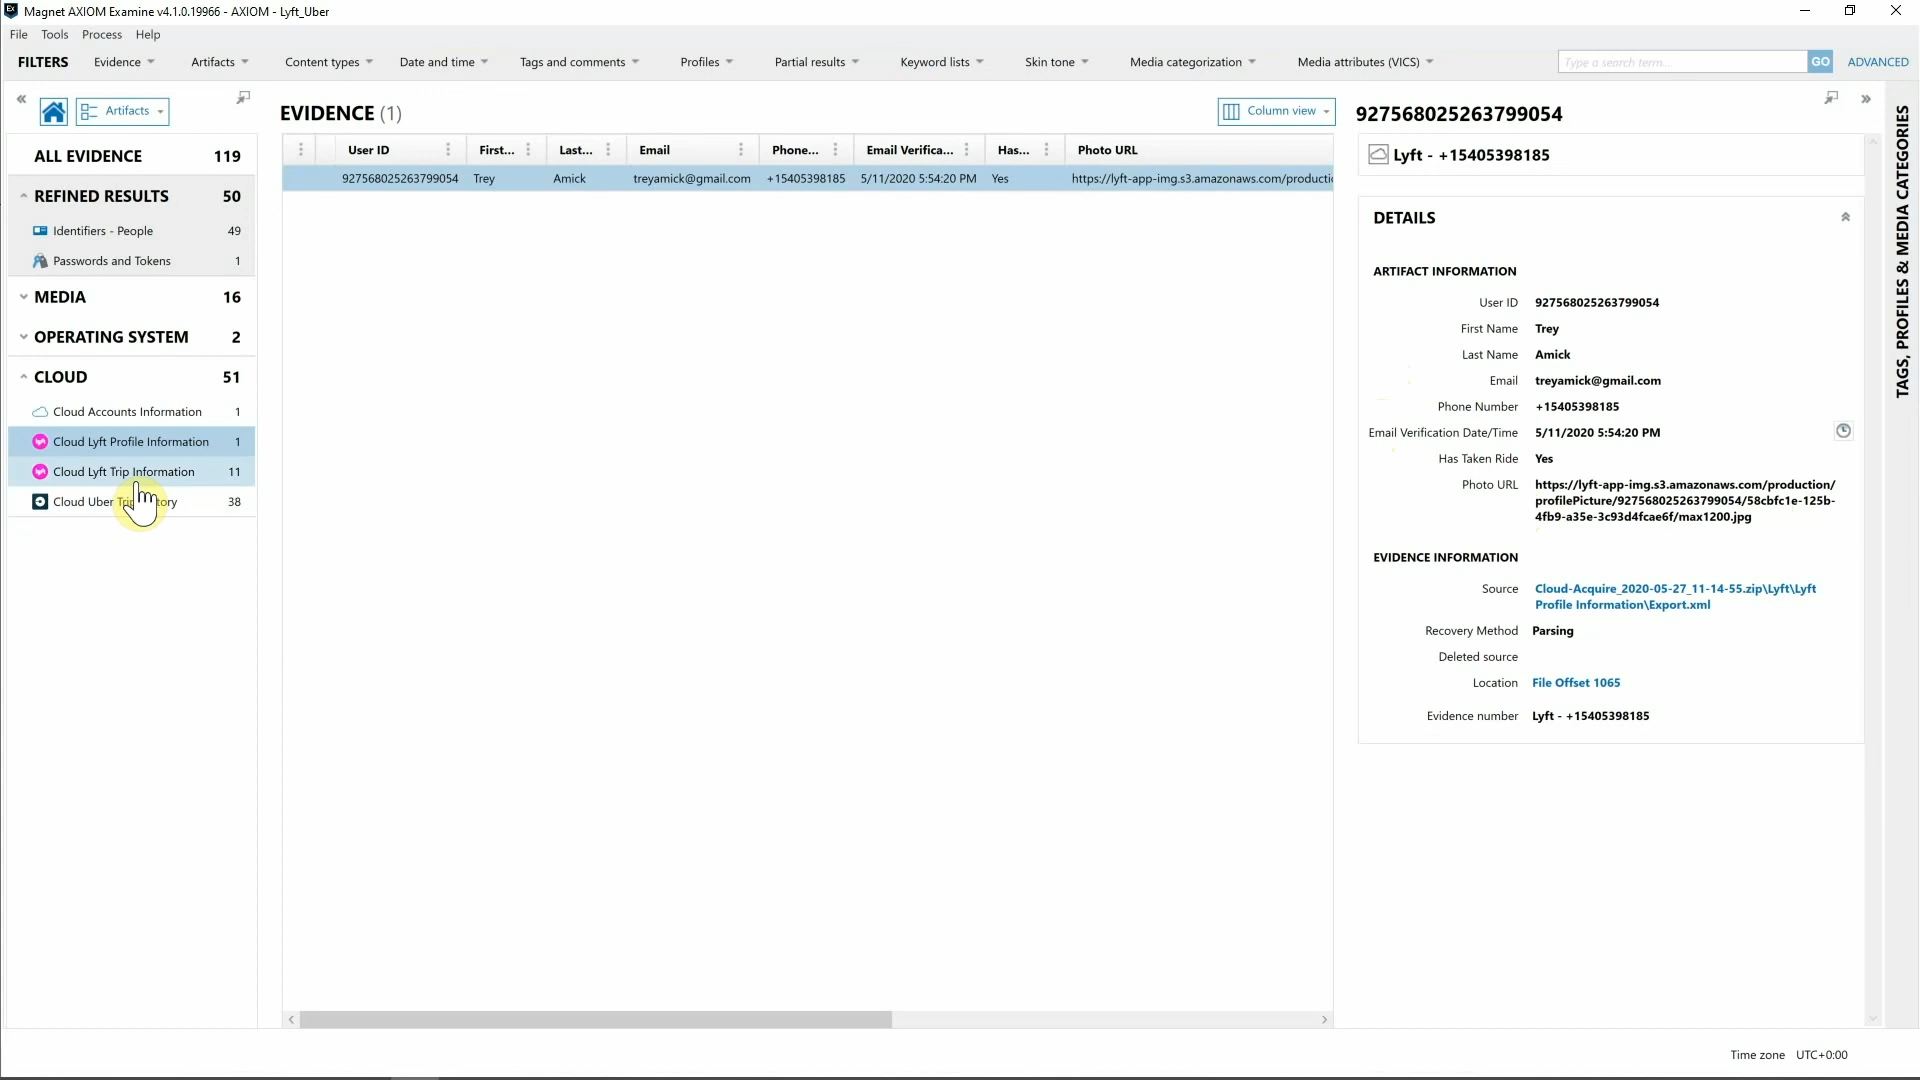 Magnet AXIOM Examine v4.1.0.19966 - AXIOM - Lyft_Uber
File Tools Process Help
FILTERS Evidence Artifacts Content types Date and time Tags and comments Profiles Partial results Keyword lists Skin tone Media categorization Media attributes (VICS) Type a search term... GO ADVANCED
Artifacts
EVIDENCE (1)
Column view
927568025263799054
ALL EVIDENCE 119
REFINED RESULTS 50
Identifiers - People 49
Passwords and Tokens 1
MEDIA 16
OPERATING SYSTEM 2
CLOUD 51
Cloud Accounts Information 1
Cloud Lyft Profile Information 1
Cloud Lyft Trip Information 11
Cloud Uber 38
User ID First... Last... Email Phone... Email Verifica... Has... Photo URL
927568025263799054 Trey Amick treyamick@gmail.com +15405398185 5/11/2020 5:54:20 PM Yes https://lyft-app-img.s3.amazonaws.com/producti
Lyft - +15405398185
DETAILS
ARTIFACT INFORMATION
User ID 927568025263799054
First Name Trey
Last Name Amick
Email treyamick@gmail.com
Phone Number +15405398185
Email Verification Date/Time 5/11/2020 5:54:20 PM
Has Taken Ride Yes
Photo URL https://lyft-app-img.s3.amazonaws.com/production/
profilePicture/927568025263799054/58cbfc1e-125b-
4fb9-a35e-3c93d4fcae6f/max1200.jpg
EVIDENCE INFORMATION
Source Cloud-Acquire_2020-05-27_11-14-55.zip\Lyft\Lyft
Profile Information\Export.xml
Recovery Method Parsing
Deleted source
Location File Offset 1065
Evidence number Lyft - +15405398185
TAGS, PROFILES & MEDIA CATEGORIES
Time zone UTC+0:00